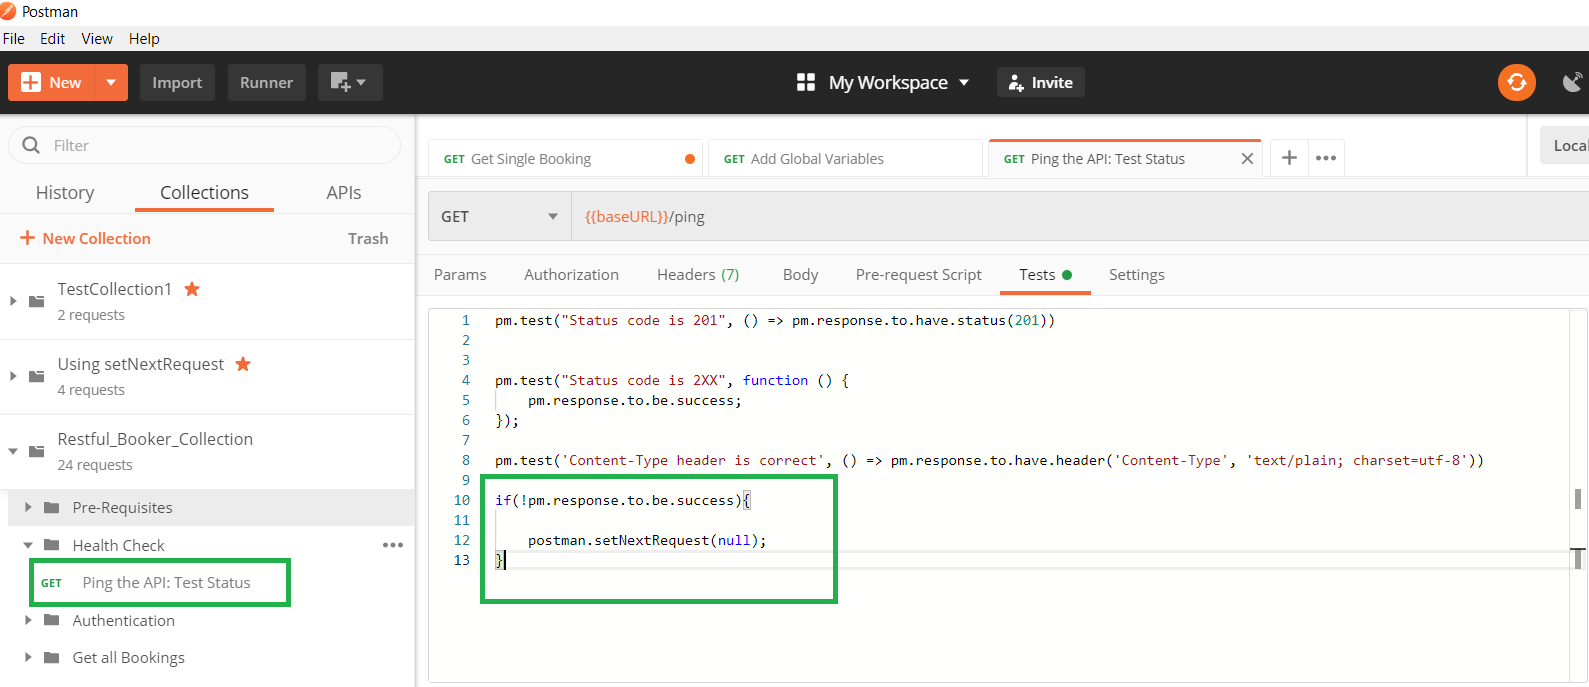 Postman
File Edit View Help
New Import Runner My Workspace Invite
Filter
History Collections APIs
New Collection Trash
TestCollection1
2 requests
Using setNextRequest
4 requests
Restful_Booker_Collection
24 requests
Pre-Requisites
Health Check
GET Ping the API: Test Status
Authentication
Get all Bookings
GET Get Single Booking GET Add Global Variables GET Ping the API: Test Status
Local
GET {{baseURL}}/ping
Params Authorization Headers (7) Body Pre-request Script Tests Settings
1 pm.test("Status code is 201", () => pm.response.to.have.status(201))
2
3
4 pm.test("Status code is 2XX", function () {
5 pm.response.to.be.success;
6 });
7
8 pm.test('Content-Type header is correct', () => pm.response.to.have.header('Content-Type', 'text/plain; charset=utf-8'))
9
10 if(!pm.response.to.be.success){
11
12 postman.setNextRequest(null);
13 }